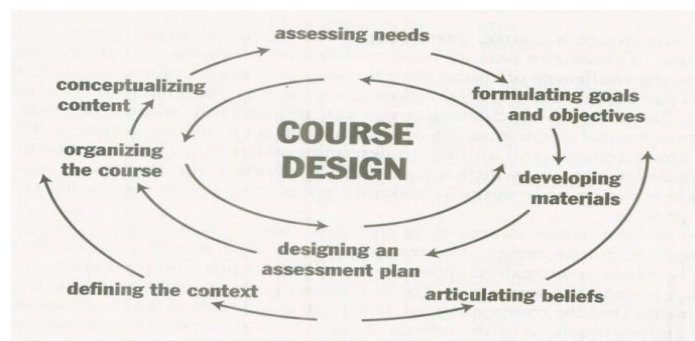 assessing needs
conceptualizing
content
formulating goals
and objectives
COURSE
DESIGN
organizing
the course
developing
materials
designing an
assessment plan
defining the context
articulating beliefs